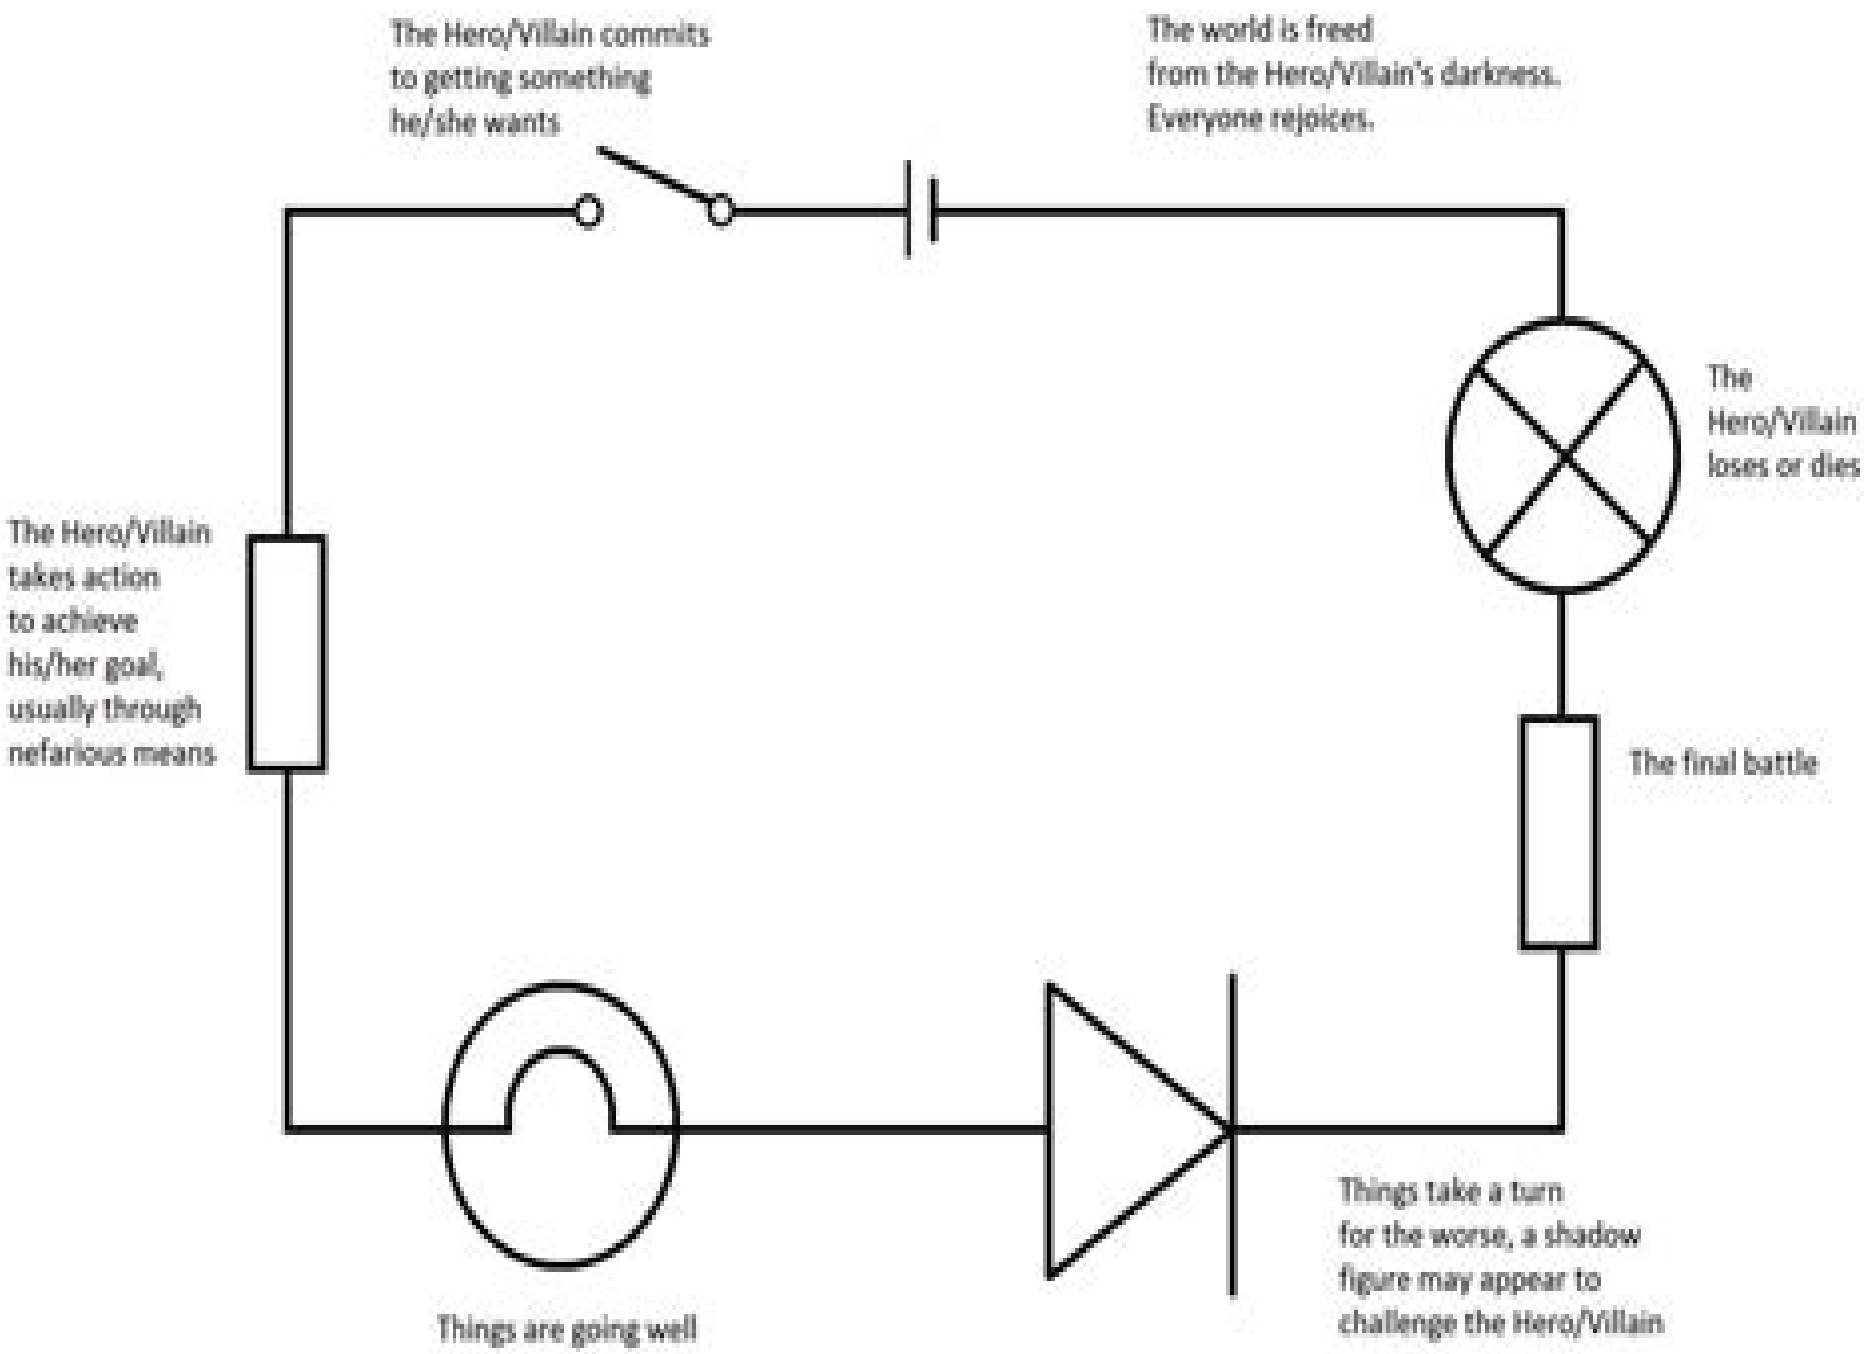 The Hero/Villain commits
to getting something
he/she wants
The world is freed
from the Hero/Villain's darkness.
Everyone rejoices.
The
Hero/Villain
loses or dies
The Hero/Villain
takes action
to achieve
his/her goal,
usually through
nefarious means
The final battle
Things take a turn
for the worse, a shadow
figure may appear to
challenge the Hero/Villain
Things are going well